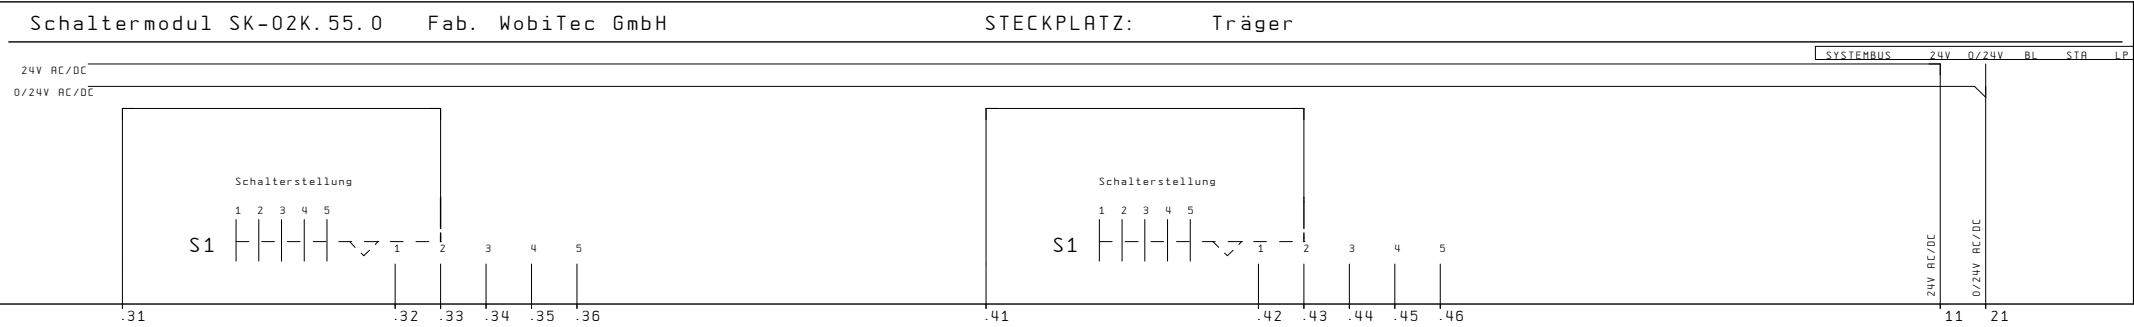 Schaltermodul SK-02K.55.0 Fab. WobiTec GmbH STECKPLATZ: Träger
SYSTEMBUS 24V 0/24V BL STA LP
24V AC/DC
0/24V AC/DC
Schalterstellung Schalterstellung
1 2 3 4 5 1 2 3 4 5
S1 1 2 3 4 5 S1 1 2 3 4 5
24V AC/DC 0/24V AC/DC
.31 .32 .33 .34 .35 .36 .41 .42 .43 .44 .45 .46 11 21